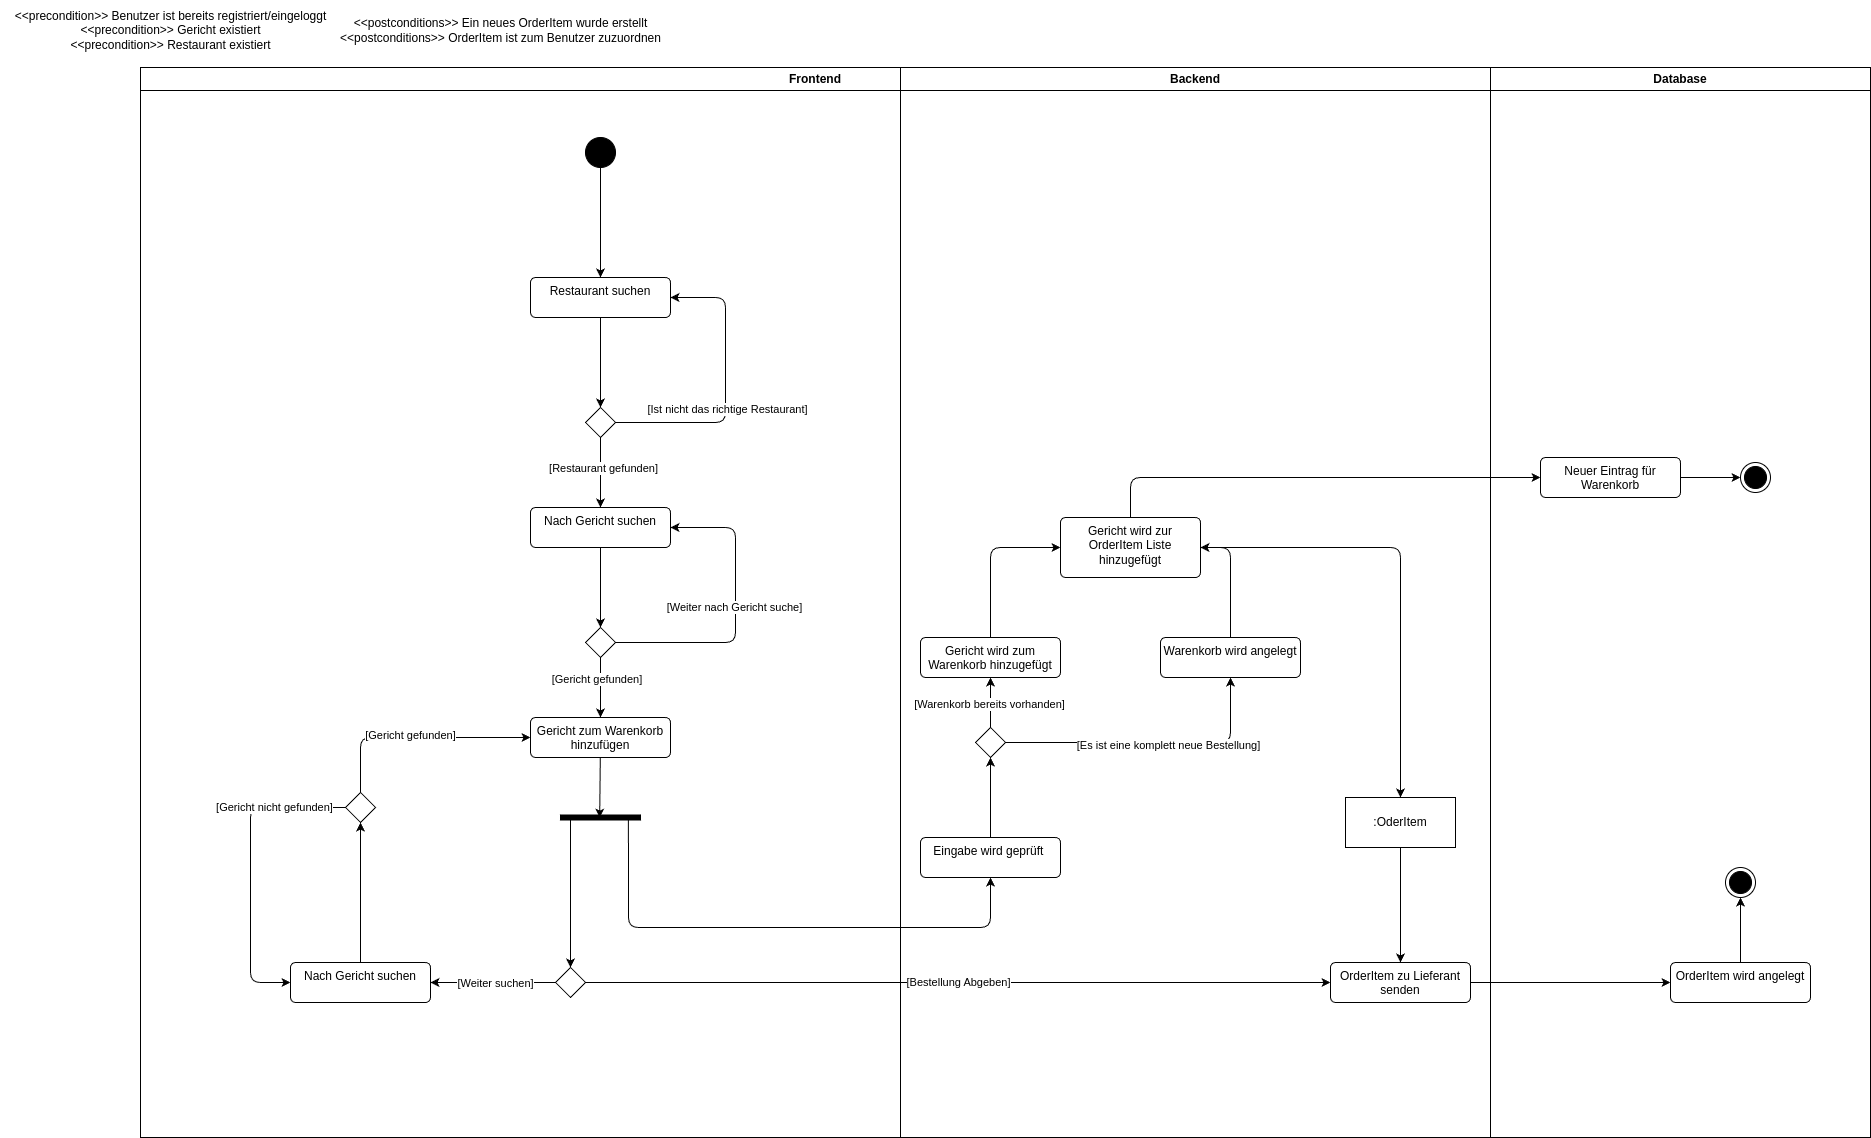 <<precondition>> Benutzer ist bereits registriert/eingeloggt
<<precondition>> Gericht existiert
<<precondition>> Restaurant existiert
<<postconditions>> Ein neues OrderItem wurde erstellt
<<postconditions>> OrderItem ist zum Benutzer zuzuordnen
Frontend
Backend
Database
Restaurant suchen
[Ist nicht das richtige Restaurant]
[Restaurant gefunden]
Nach Gericht suchen
[Weiter nach Gericht suche]
[Gericht gefunden]
Gericht zum Warenkorb
hinzufügen
[Gericht gefunden]
[Gericht nicht gefunden]
Nach Gericht suchen
[Weiter suchen]
[Bestellung Abgeben]
Eingabe wird geprüft
[Warenkorb bereits vorhanden]
[Es ist eine komplett neue Bestellung]
Gericht wird zum
Warenkorb hinzugefügt
Warenkorb wird angelegt
Gericht wird zur
OrderItem Liste
hinzugefügt
:OderItem
OrderItem zu Lieferant
senden
Neuer Eintrag für
Warenkorb
OrderItem wird angelegt